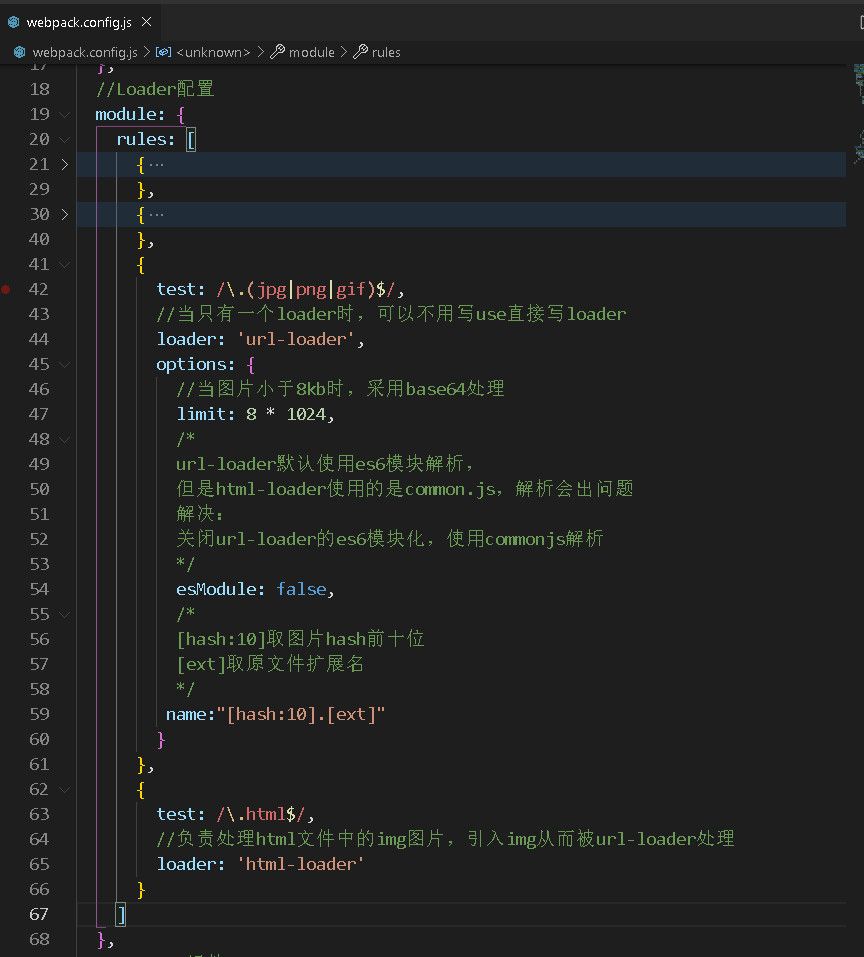 webpack.config.js
webpack.config.js > <unknown> > module > rules
17 },
18 //Loader配置
19 module: {
20 rules: [
21 { ···
29 },
30 { ···
40 },
41 {
42 test: /\.(jpg|png|gif)$/,
43 //当只有一个loader时，可以不用写use直接写loader
44 loader: 'url-loader',
45 options: {
46 //当图片小于8kb时，采用base64处理
47 limit: 8 * 1024,
48 /*
49 url-loader默认使用es6模块解析，
50 但是html-loader使用的是common.js，解析会出问题
51 解决：
52 关闭url-loader的es6模块化，使用commonjs解析
53 */
54 esModule: false,
55 /*
56 [hash:10]取图片hash前十位
57 [ext]取原文件扩展名
58 */
59 name:"[hash:10].[ext]"
60 }
61 },
62 {
63 test: /\.html$/,
64 //负责处理html文件中的img图片，引入img从而被url-loader处理
65 loader: 'html-loader'
66 }
67 ]
68 },